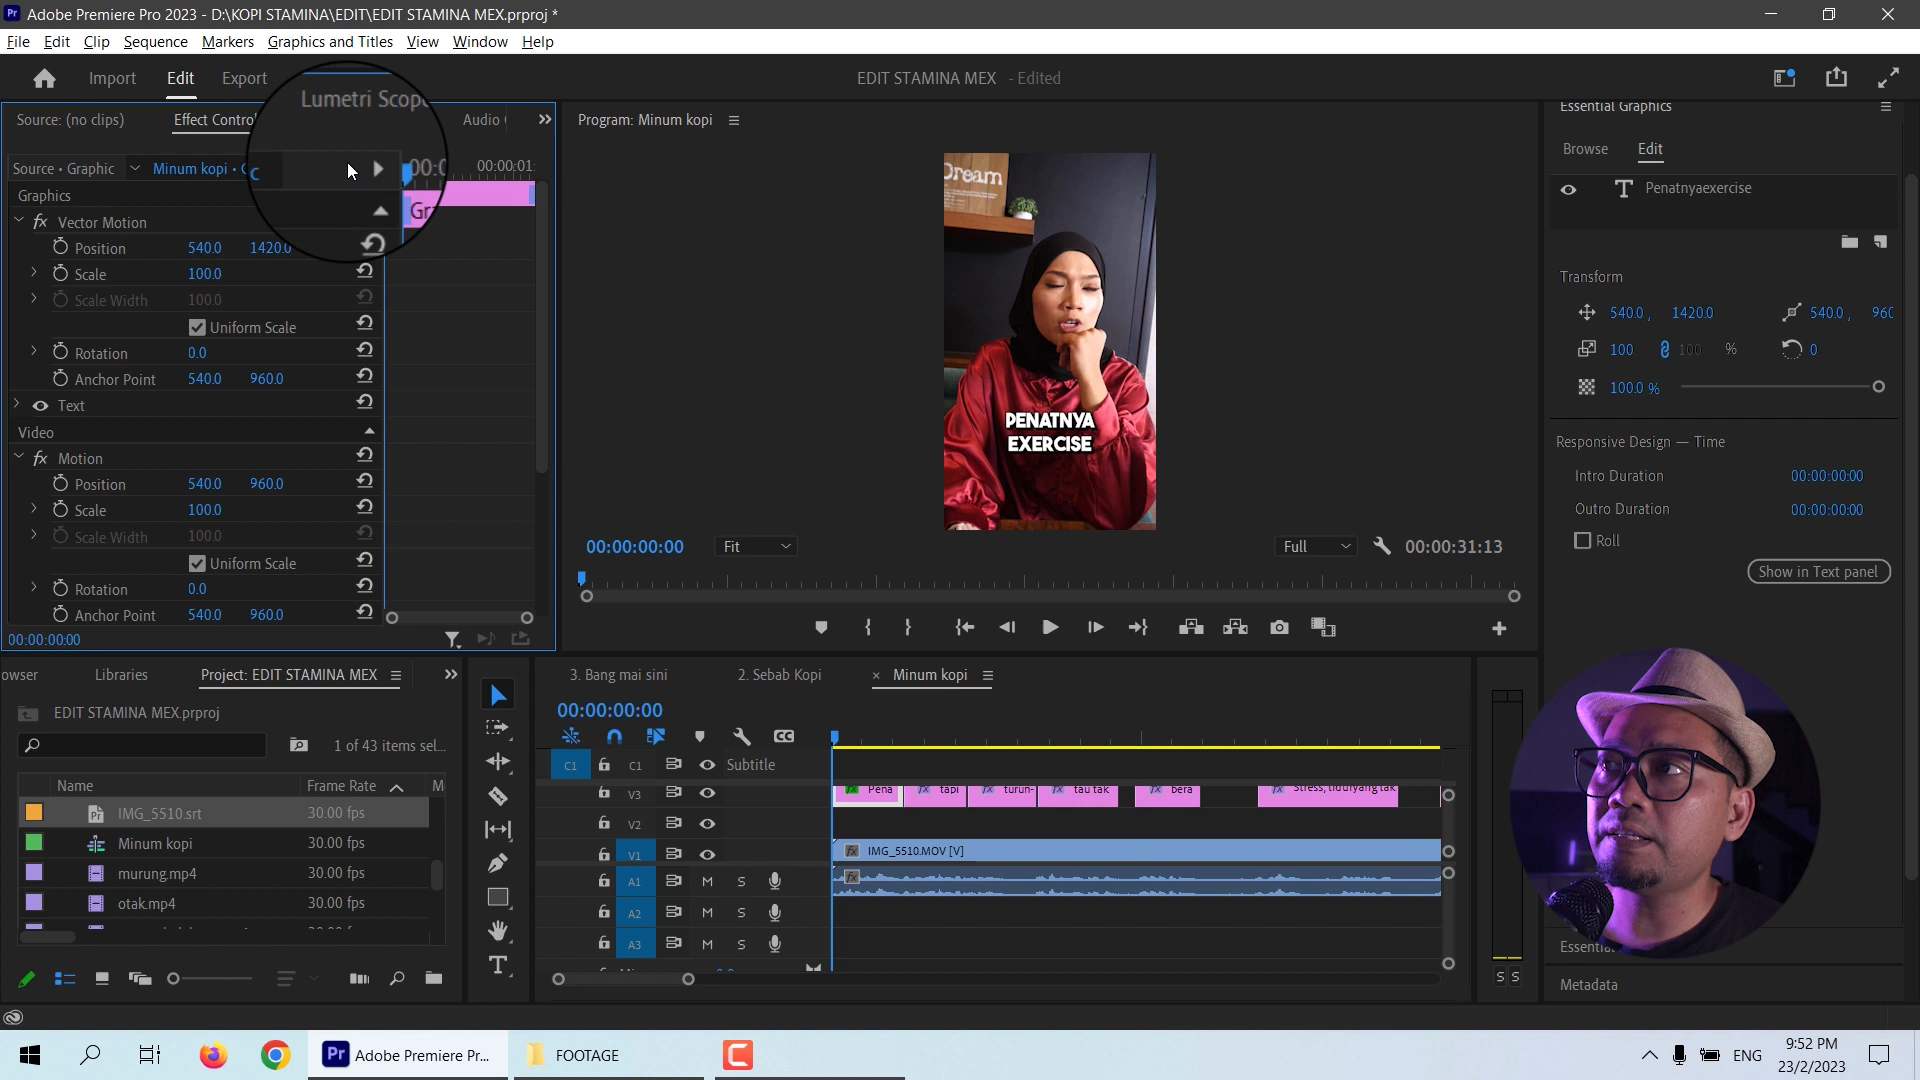 Adobe Premiere Pro 2023 - D:\KOPI STAMINA\EDIT\EDIT STAMINA MEX.prproj *
File Edit Clip Sequence Markers Graphics and Titles View Window Help
Import Edit Export
EDIT STAMINA MEX - Edited
Source: (no clips)
Lumetri Scop
Audio
Source • Graphic
Minum kopi •
00:00:01:
Graphics
Vector Motion
Position 540.0 1420.0
Scale 100.0
Scale Width 100.0
Uniform Scale
Rotation 0.0
Anchor Point 540.0 960.0
Text
Video
Motion
Position 540.0 960.0
Scale 100.0
Scale Width 100.0
Uniform Scale
Rotation 0.0
Anchor Point 540.0 960.0
00:00:00:00
Program: Minum kopi
Dream
PENATNYA
EXERCISE
00:00:00:00 Fit Full 00:00:31:13
Essential Graphics
Browse Edit
Penatnyaexercise
Transform
540.0 , 1420.0 540.0 , 960
100 100 % 0
100.0 %
Responsive Design — Time
Intro Duration 00:00:00:00
Outro Duration 00:00:00:00
Roll
Show in Text panel
Metadata
owser Libraries Project: EDIT STAMINA MEX
EDIT STAMINA MEX.prproj
1 of 43 items sel...
Name Frame Rate M
IMG_5510.srt 30.00 fps
Minum kopi 30.00 fps
murung.mp4 30.00 fps
otak.mp4 30.00 fps
3. Bang mai sini 2. Sebab Kopi × Minum kopi
00:00:00:00
C1 C1 Subtitle
V3 Pena tapi turun- tau tak bera
V2
V1 IMG_5510.MOV [V]
A1 M S
A2 M S
A3 M S
S S
Adobe Premiere Pr...
FOOTAGE
ENG
9:52 PM
23/2/2023